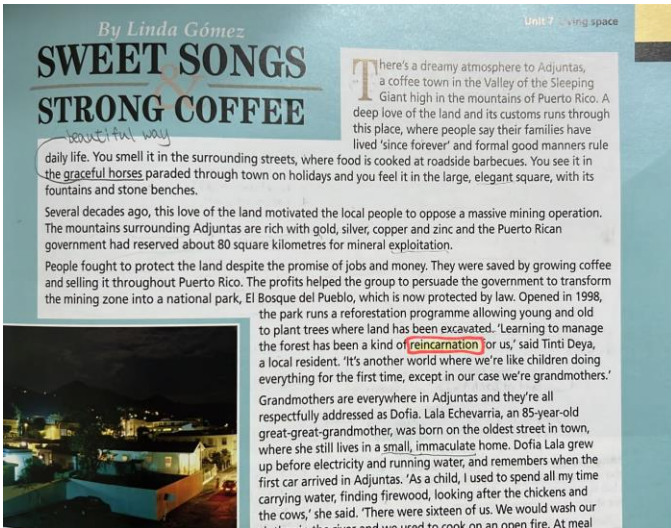 Unit 7 Living space
By Linda Gómez
SWEET SONGS
&
STRONG COFFEE
There's a dreamy atmosphere to Adjuntas,
a coffee town in the Valley of the Sleeping
Giant high in the mountains of Puerto Rico. A
deep love of the land and its customs runs through
this place, where people say their families have
lived 'since forever' and formal good manners rule
beautiful way
daily life. You smell it in the surrounding streets, where food is cooked at roadside barbecues. You see it in
the graceful horses paraded through town on holidays and you feel it in the large, elegant square, with its
fountains and stone benches.
Several decades ago, this love of the land motivated the local people to oppose a massive mining operation.
The mountains surrounding Adjuntas are rich with gold, silver, copper and zinc and the Puerto Rican
government had reserved about 80 square kilometres for mineral exploitation.
People fought to protect the land despite the promise of jobs and money. They were saved by growing coffee
and selling it throughout Puerto Rico. The profits helped the group to persuade the government to transform
the mining zone into a national park, El Bosque del Pueblo, which is now protected by law. Opened in 1998,
the park runs a reforestation programme allowing young and old
to plant trees where land has been excavated. 'Learning to manage
the forest has been a kind of reincarnation for us,' said Tinti Deya,
a local resident. 'It's another world where we're like children doing
everything for the first time, except in our case we're grandmothers.'
Grandmothers are everywhere in Adjuntas and they're all
respectfully addressed as Doña. Lala Echevarria, an 85-year-old
great-great-grandmother, was born on the oldest street in town,
where she still lives in a small, immaculate home. Doña Lala grew
up before electricity and running water, and remembers when the
first car arrived in Adjuntas. 'As a child, I used to spend all my time
carrying water, finding firewood, looking after the chickens and
the cows,' she said. 'There were sixteen of us. We would wash our
in the river and we used to cook on an open fire. At meal